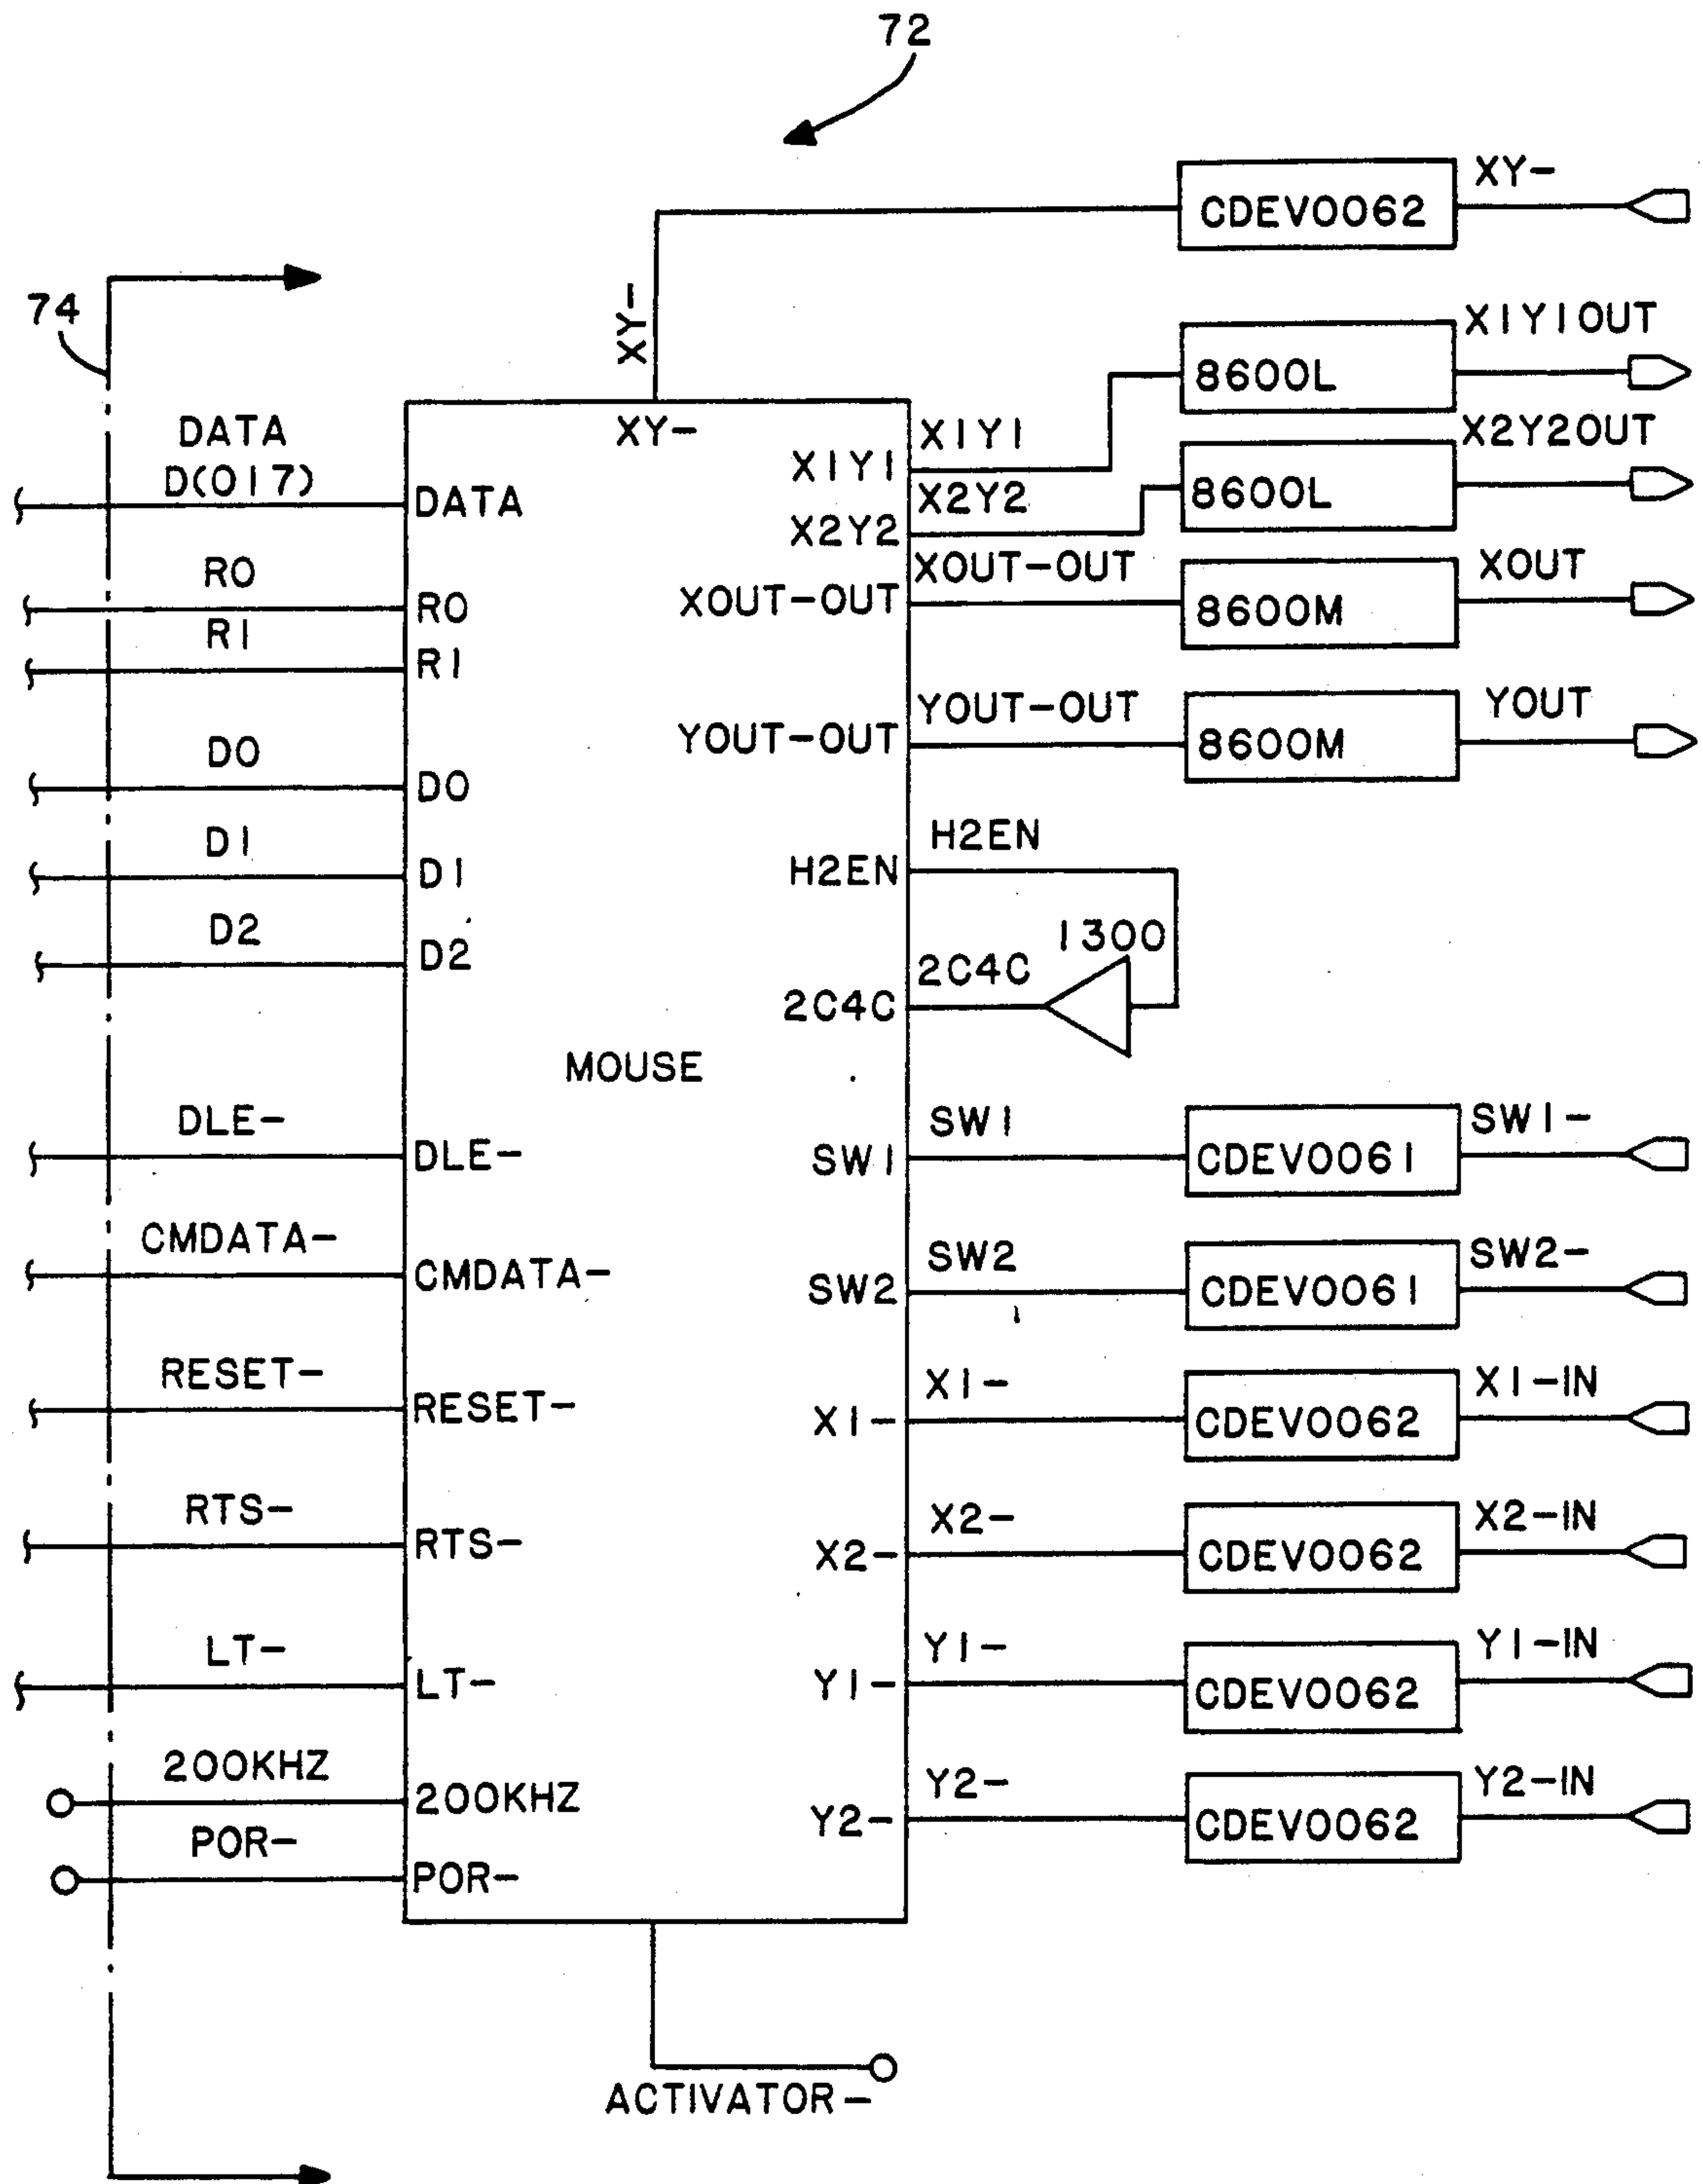 72
XY-
CDEV0062
74
XY-
X1Y1OUT
8600L
DATA
D(017)
XY-
X1Y1
X1Y1
X2Y2OUT
8600L
DATA
X2Y2
X2Y2
R0
R0
XOUT-OUT
XOUT-OUT
8600M
XOUT
R1
R1
YOUT-OUT
YOUT-OUT
8600M
YOUT
D0
D0
D1
D1
H2EN
H2EN
D2
D2
1300
2C4C
2C4C
MOUSE
DLE-
DLE-
SW1
SW1
CDEV0061
SW1-
CMDATA-
CMDATA-
SW2
SW2
CDEV0061
SW2-
RESET-
RESET-
X1-
X1-
CDEV0062
X1-IN
RTS-
RTS-
X2-
X2-
CDEV0062
X2-IN
LT-
LT-
Y1-
Y1-
CDEV0062
Y1-IN
200KHZ
200KHZ
Y2-
Y2-
CDEV0062
Y2-IN
POR-
POR-
ACTIVATOR-